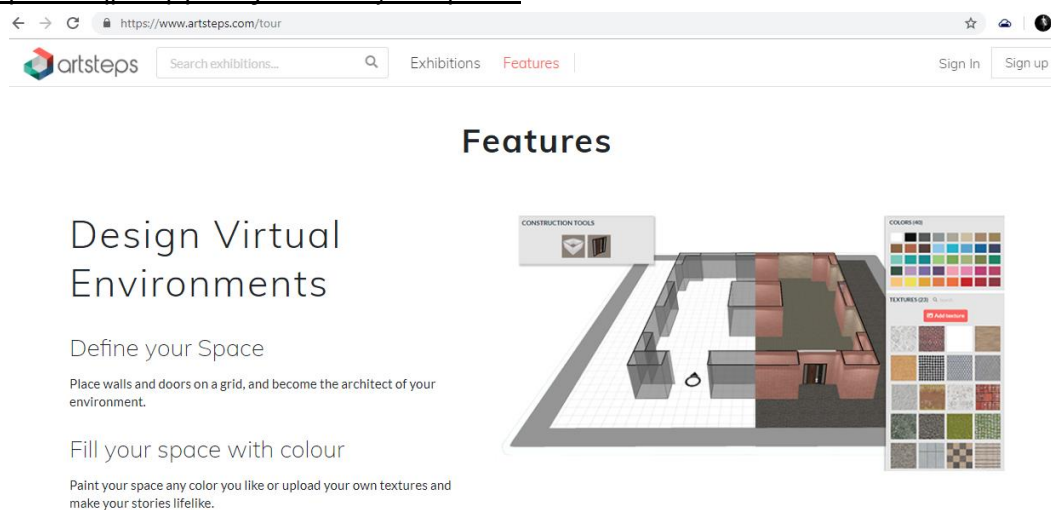 https://www.artsteps.com/tour
artsteps
Search exhibitions...
Exhibitions
Features
Sign In
Sign up
Features
Design Virtual
Environments
Define your Space
Place walls and doors on a grid, and become the architect of your
environment.
Fill your space with colour
Paint your space any color you like or upload your own textures and
make your stories lifelike.
CONSTRUCTION TOOLS
COLORS (40)
TEXTURES (23)
Add texture